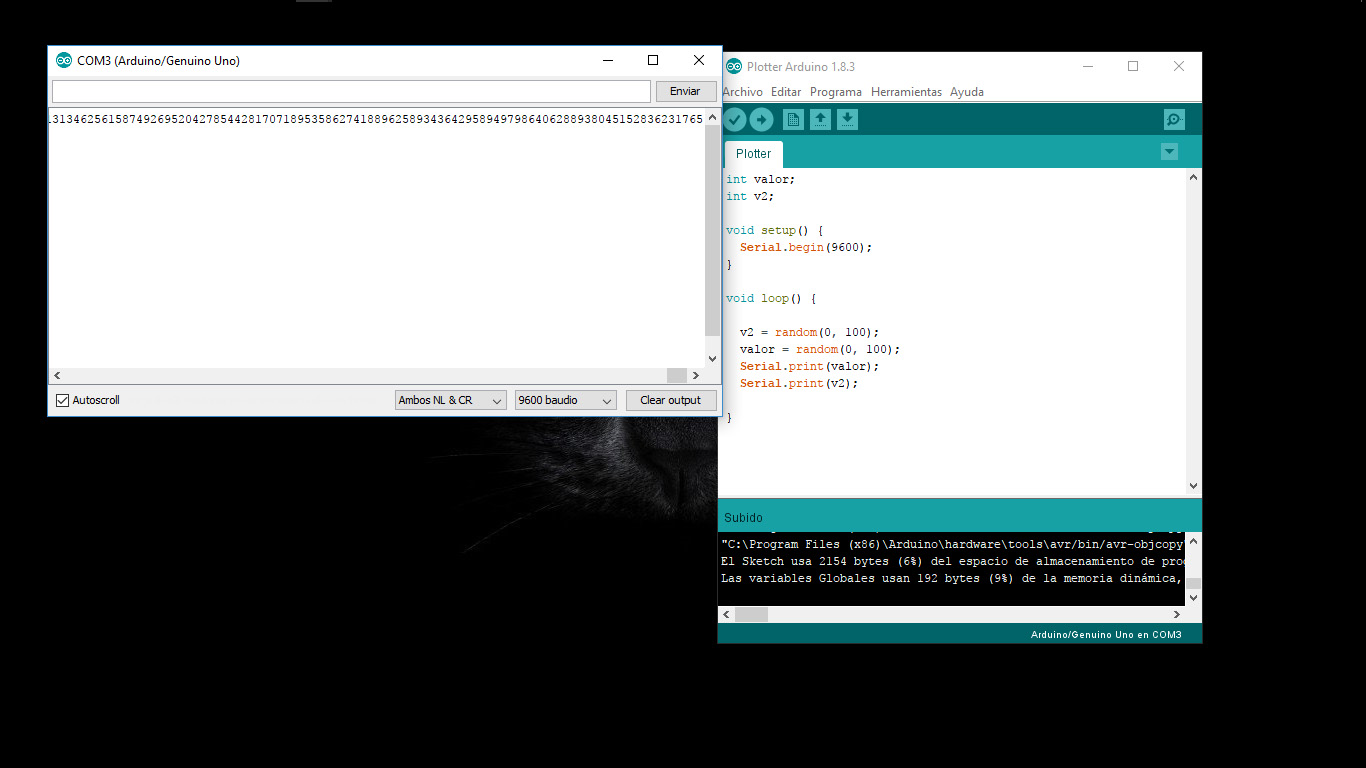 COM3 (Arduino/Genuino Uno)
Enviar
13134625615874926952042785442817071895358627418896258934364295894979864062889380451528362317 65
Autoscroll
Ambos NL & CR
9600 baudio
Clear output
Plotter Arduino 1.8.3
Archivo Editar Programa Herramientas Ayuda
Plotter
int valor;
int v2;
void setup() {
Serial.begin(9600);
}
void loop() {
v2 = random(0, 100);
valor = random(0, 100);
Serial.print(valor);
Serial.print(v2);
}
Subido
"C:\Program Files (x86)\Arduino\hardware\tools\avr/bin/avr-objcopy
El Sketch usa 2154 bytes (6%) del espacio de almacenamiento de pro
Las variables Globales usan 192 bytes (9%) de la memoria dinámica,
Arduino/Genuino Uno en COM3